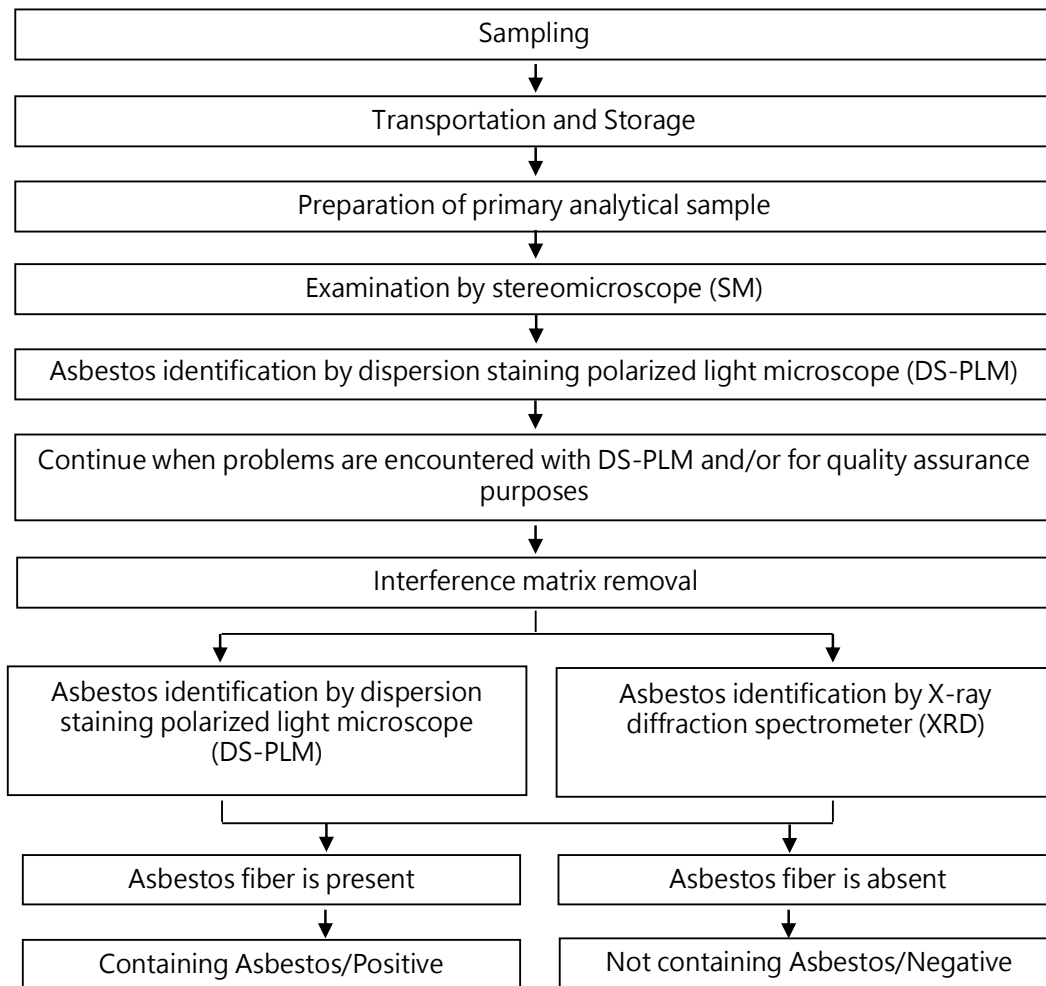 Sampling
Transportation and Storage
Preparation of primary analytical sample
Examination by stereomicroscope (SM)
Asbestos identification by dispersion staining polarized light microscope (DS-PLM)
Continue when problems are encountered with DS-PLM and/or for quality assurance
purposes
Interference matrix removal
Asbestos identification by dispersion
staining polarized light microscope
(DS-PLM)
Asbestos identification by X-ray
diffraction spectrometer (XRD)
Asbestos fiber is present
Asbestos fiber is absent
Containing Asbestos/Positive
Not containing Asbestos/Negative